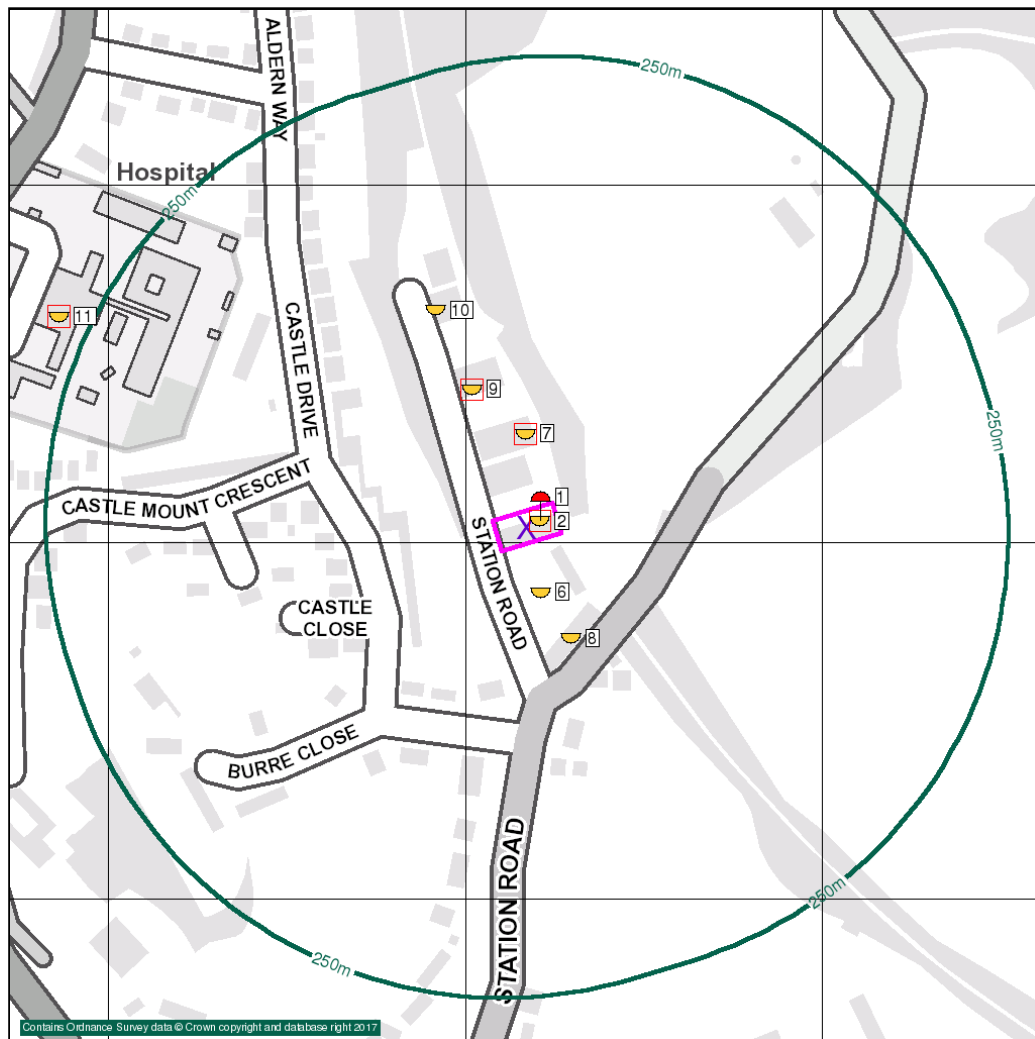 250m
ALDERN WAY
Hospital
250m
10
11
CASTLE DRIVE
9
250m
7
CASTLE MOUNT CRESCENT
1
2
STATION ROAD
6
CASTLE
CLOSE
8
BURRE CLOSE
STATION ROAD
250m
250m
Contains Ordnance Survey data © Crown copyright and database right 2017